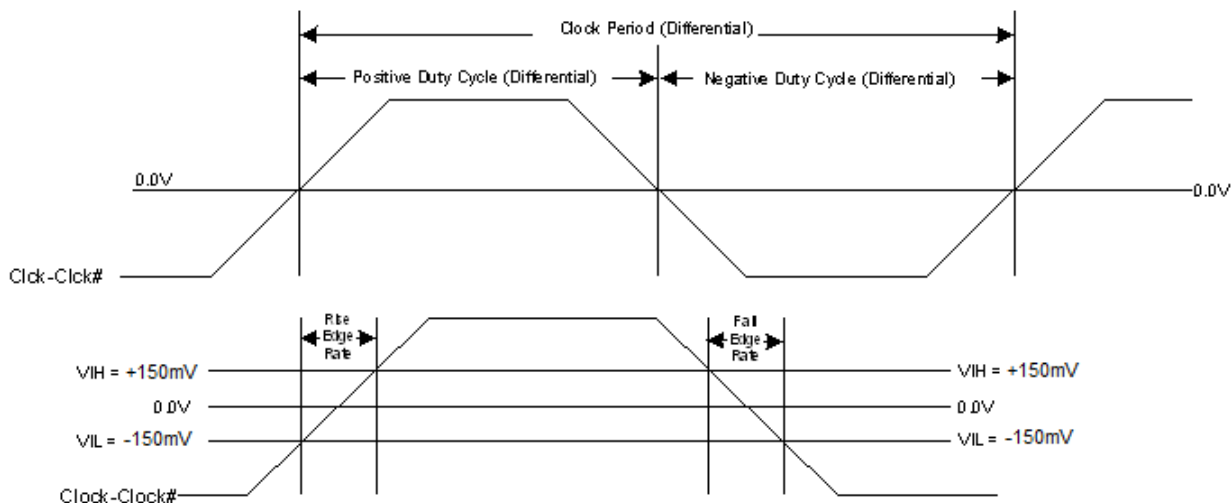 Clock Period (Differential)
Positive Duty Cycle (Differential)
Negative Duty Cycle (Differential)
0.0V
0.0V
Clck-Clck#
Rise
Edge
Rate
Fall
Edge
Rate
VIH = +150mV
VIH = +150mV
0.0V
0.0V
VIL = -150mV
VIL = -150mV
Clock-Clock#